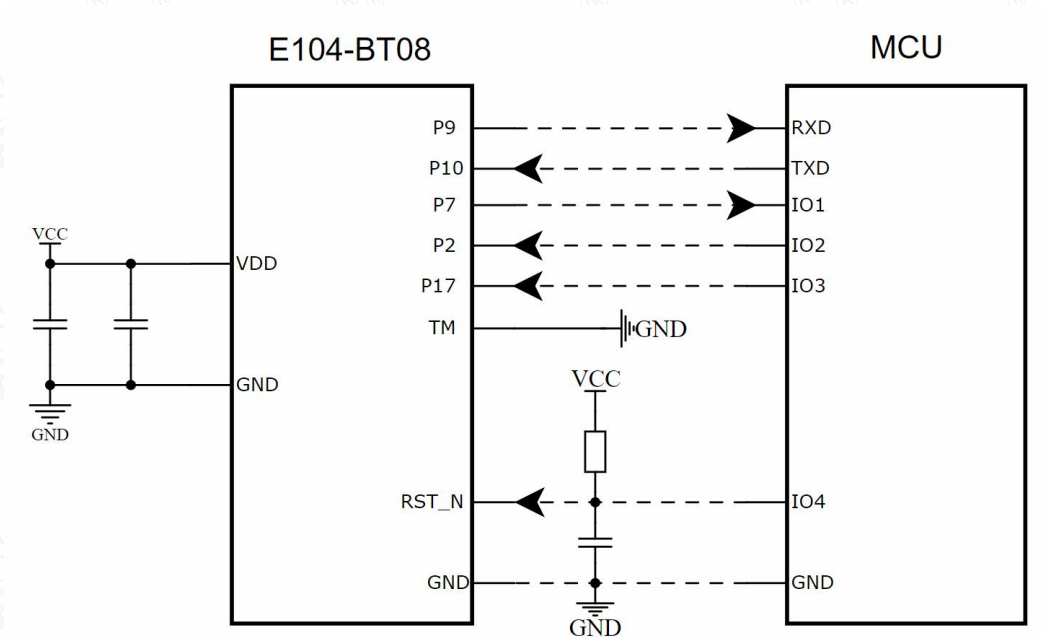 E104-BT08 MCU
P9 RXD
P10 TXD
P7 IO1
VCC
P2 IO2
VDD
P17 IO3
TM GND
VCC
GND
GND
RST_N IO4
GND GND
GND